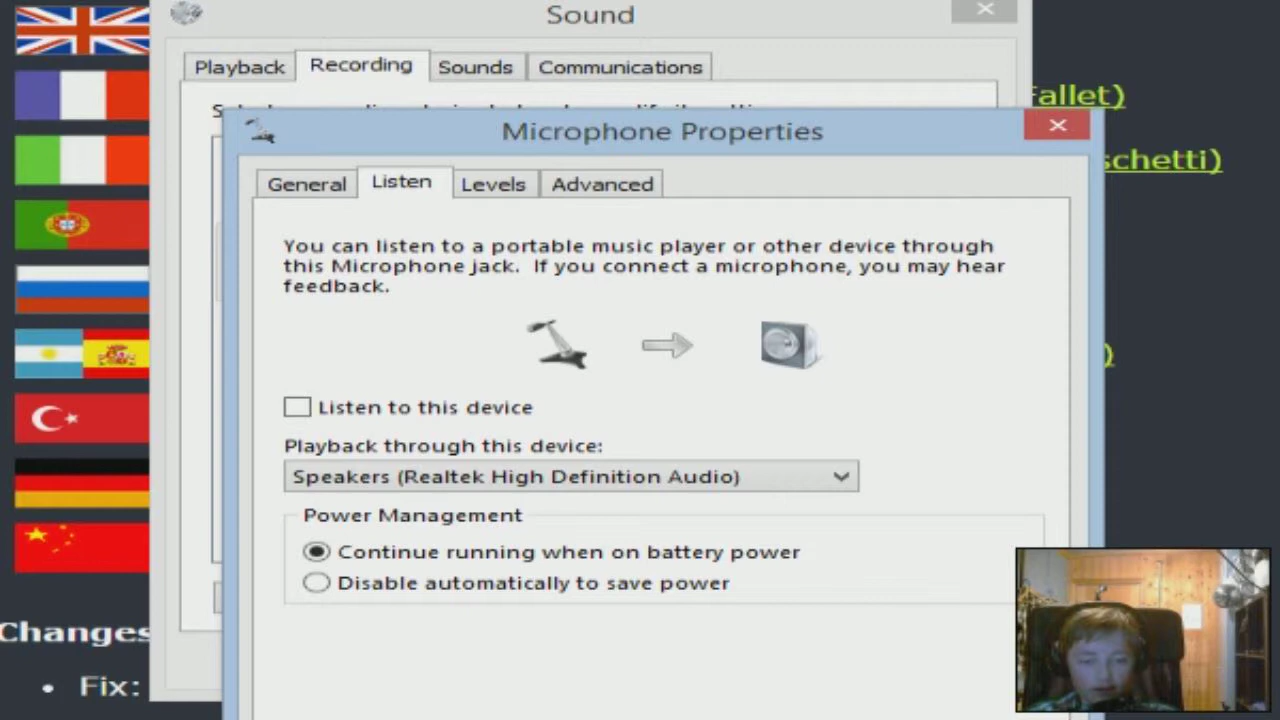 Sound
Playback Recording Sounds Communications
Fallet)
Microphone Properties
schetti)
General Listen Levels Advanced
You can listen to a portable music player or other device through
this Microphone jack. If you connect a microphone, you may hear
feedback.
)
Listen to this device
Playback through this device:
Speakers (Realtek High Definition Audio)
Power Management
Continue running when on battery power
Disable automatically to save power
Changes
• Fix: